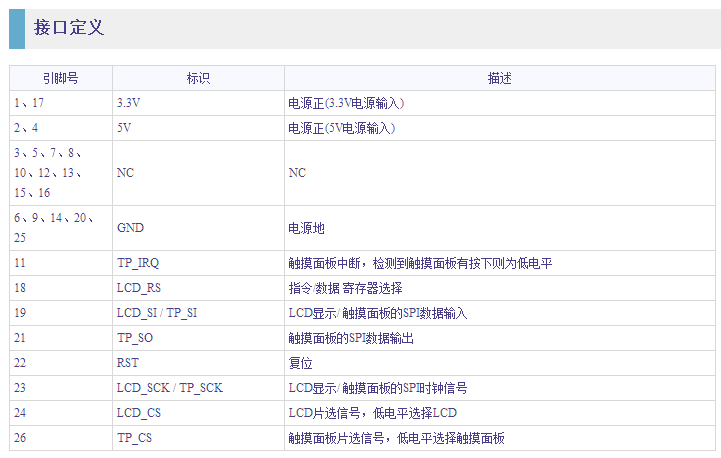 接口定义
引脚号 标识 描述
1、17 3.3V 电源正(3.3V电源输入)
2、4 5V 电源正(5V电源输入)
3、5、7、8、
10、12、13、 NC NC
15、16
6、9、14、20、
25 GND 电源地
11 TP_IRQ 触摸面板中断，检测到触摸面板有按下则为低电平
18 LCD_RS 指令/数据 寄存器选择
19 LCD_SI / TP_SI LCD显示/ 触摸面板的SPI数据输入
21 TP_SO 触摸面板的SPI数据输出
22 RST 复位
23 LCD_SCK / TP_SCK LCD显示/ 触摸面板的SPI时钟信号
24 LCD_CS LCD片选信号，低电平选择LCD
26 TP_CS 触摸面板片选信号，低电平选择触摸面板